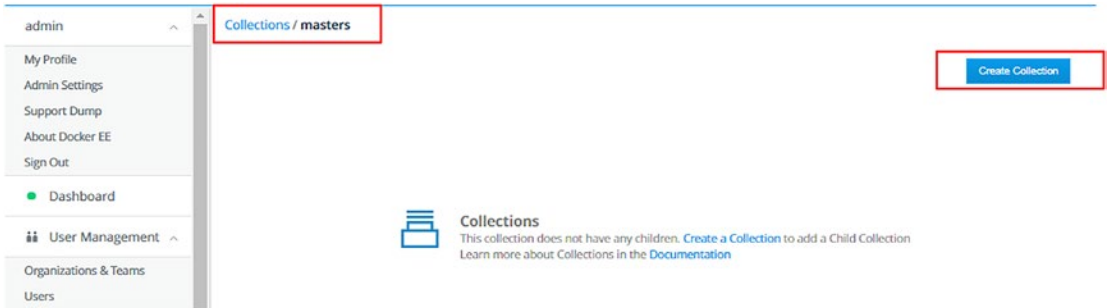 admin
My Profile
Admin Settings
Support Dump
About Docker EE
Sign Out
Dashboard
User Management
Organizations & Teams
Users
Collections / masters
Create Collection
Collections
This collection does not have any children. Create a Collection to add a Child Collection
Learn more about Collections in the Documentation